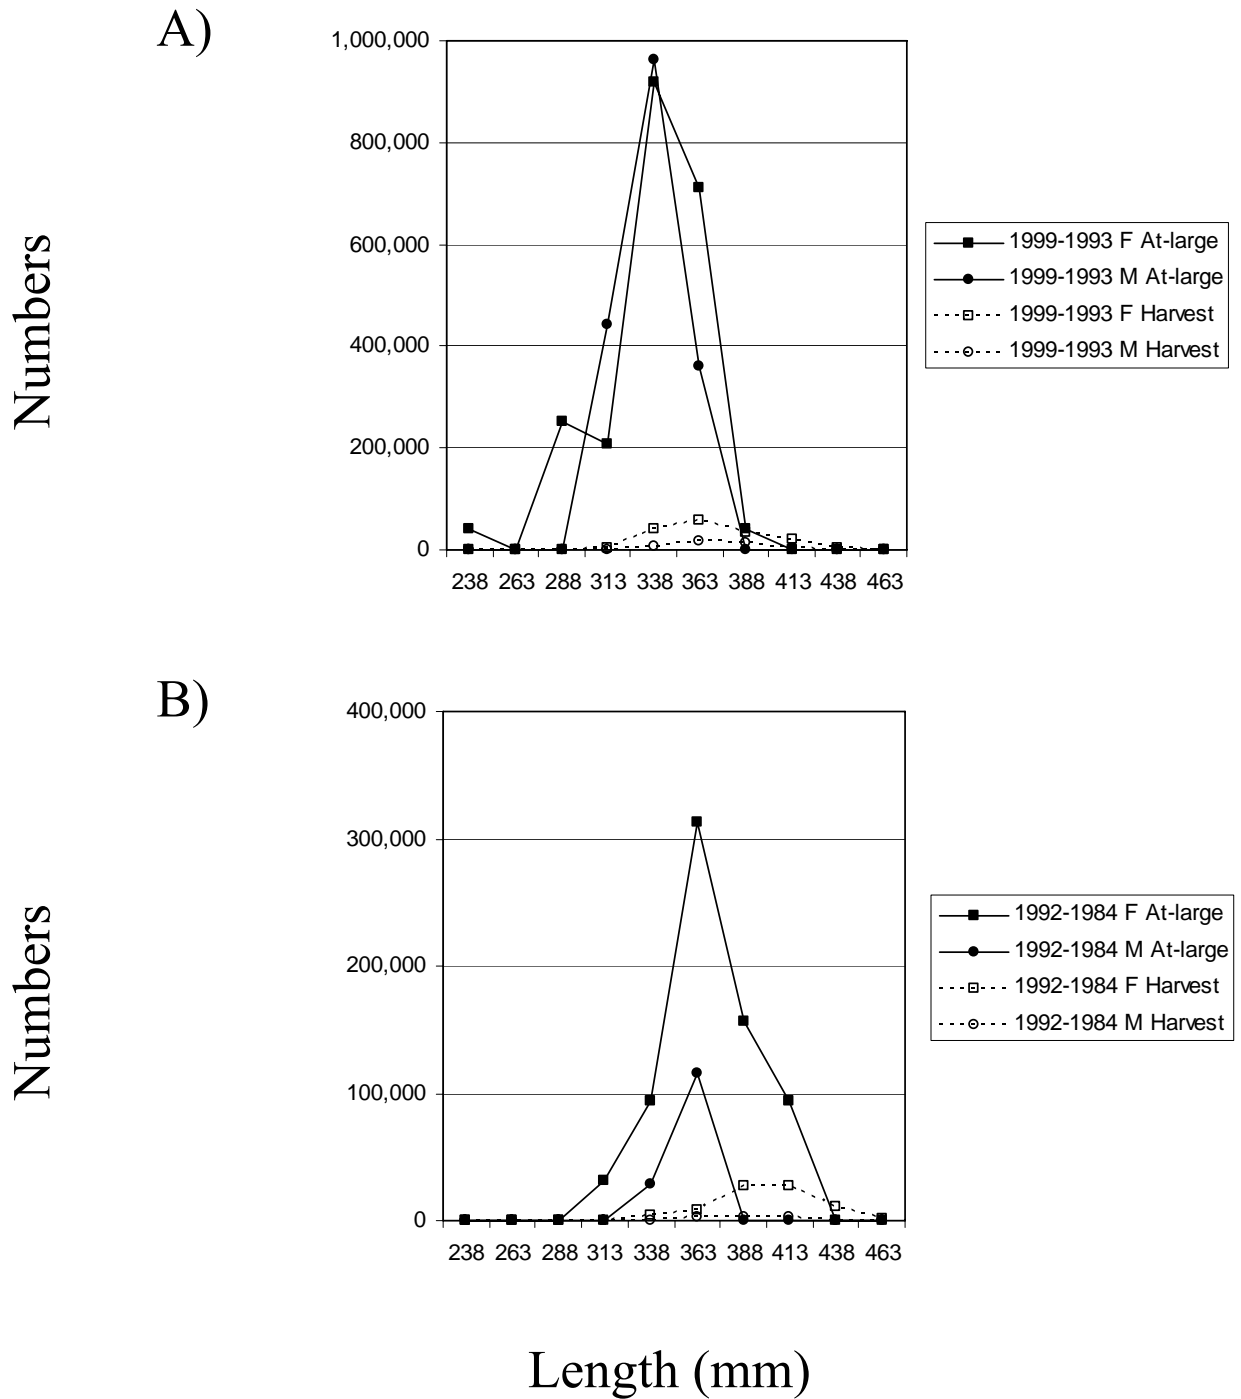 A)
Numbers
1,000,000
800,000
600,000
400,000
200,000
0
238 263 288 313 338 363 388 413 438 463
1999-1993 F At-large
1999-1993 M At-large
1999-1993 F Harvest
1999-1993 M Harvest
B)
Numbers
400,000
300,000
200,000
100,000
0
238 263 288 313 338 363 388 413 438 463
1992-1984 F At-large
1992-1984 M At-large
1992-1984 F Harvest
1992-1984 M Harvest
Length (mm)